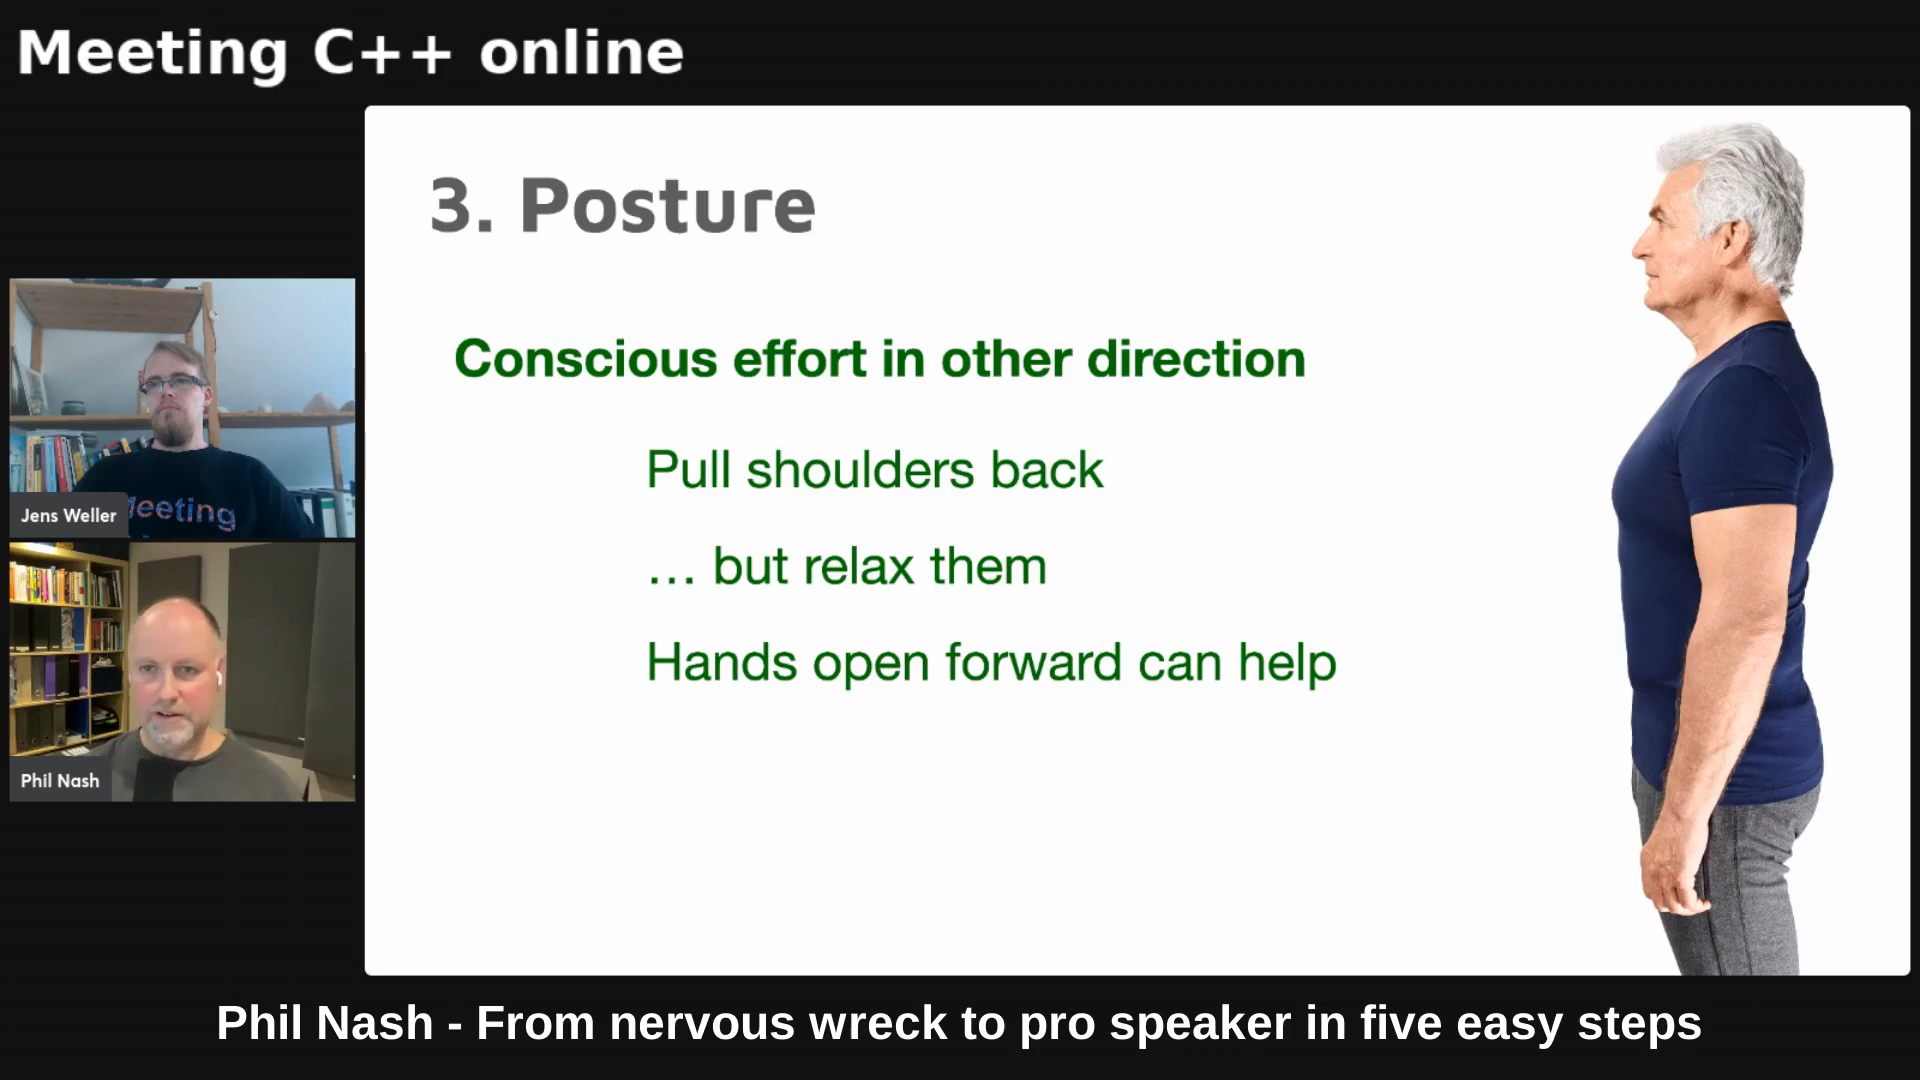 Meeting C++ online
3. Posture
Conscious effort in other direction
Pull shoulders back
… but relax them
Hands open forward can help
Meeting
Jens Weller
Phil Nash
Phil Nash - From nervous wreck to pro speaker in five easy steps